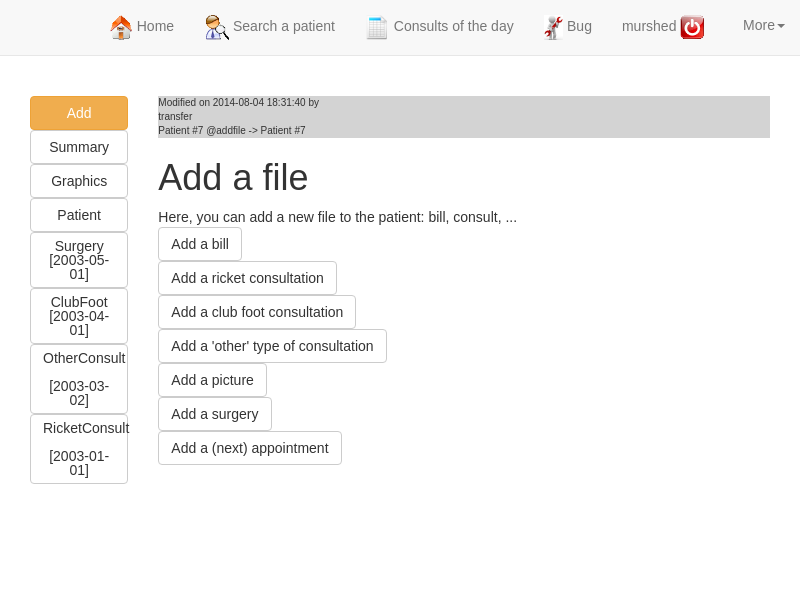 Home Search a patient Consults of the day Bug murshed More
Add
Summary
Graphics
Patient
Surgery
[2003-05-
01]
ClubFoot
[2003-04-
01]
OtherConsult
[2003-03-
02]
RicketConsult
[2003-01-
01]
Modified on 2014-08-04 18:31:40 by
transfer
Patient #7 @addfile -> Patient #7
Add a file
Here, you can add a new file to the patient: bill, consult, ...
Add a bill
Add a ricket consultation
Add a club foot consultation
Add a 'other' type of consultation
Add a picture
Add a surgery
Add a (next) appointment